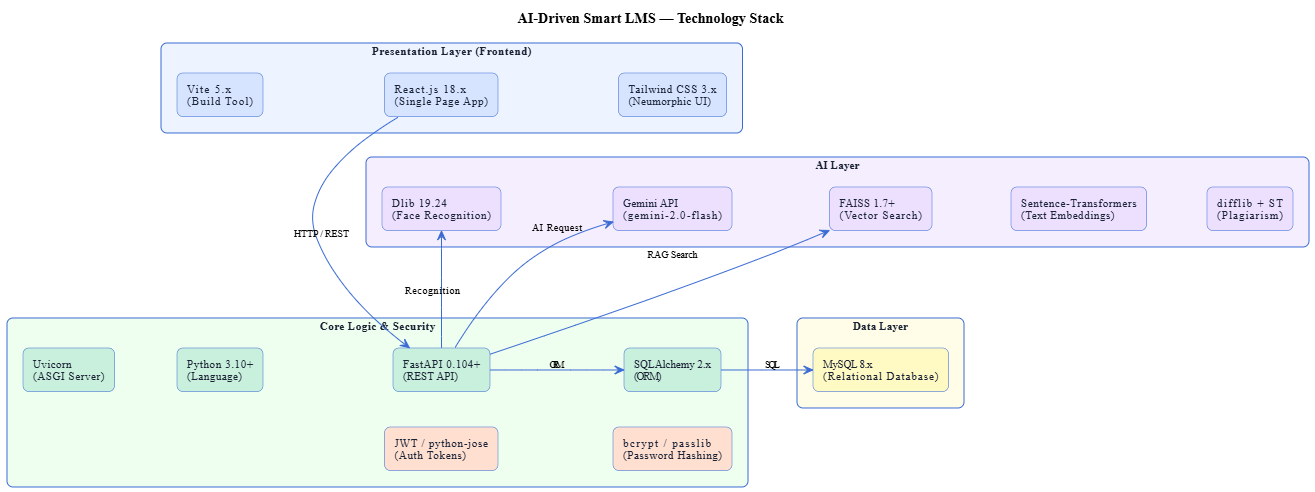 AI-Driven Smart LMS — Technology Stack
Presentation Layer (Frontend)
Vite 5.x
(Build Tool)
React.js 18.x
(Single Page App)
Tailwind CSS 3.x
(Neumorphic UI)
AI Layer
Dlib 19.24
(Face Recognition)
Gemini API
(gemini-2.0-flash)
FAISS 1.7+
(Vector Search)
Sentence-Transformers
(Text Embeddings)
difflib + ST
(Plagiarism)
HTTP / REST
AI Request
RAG Search
Recognition
Core Logic & Security
Uvicorn
(ASGI Server)
Python 3.10+
(Language)
FastAPI 0.104+
(REST API)
ORM
SQLAlchemy 2.x
(ORM)
SQL
Data Layer
MySQL 8.x
(Relational Database)
JWT / python-jose
(Auth Tokens)
bcrypt / passlib
(Password Hashing)